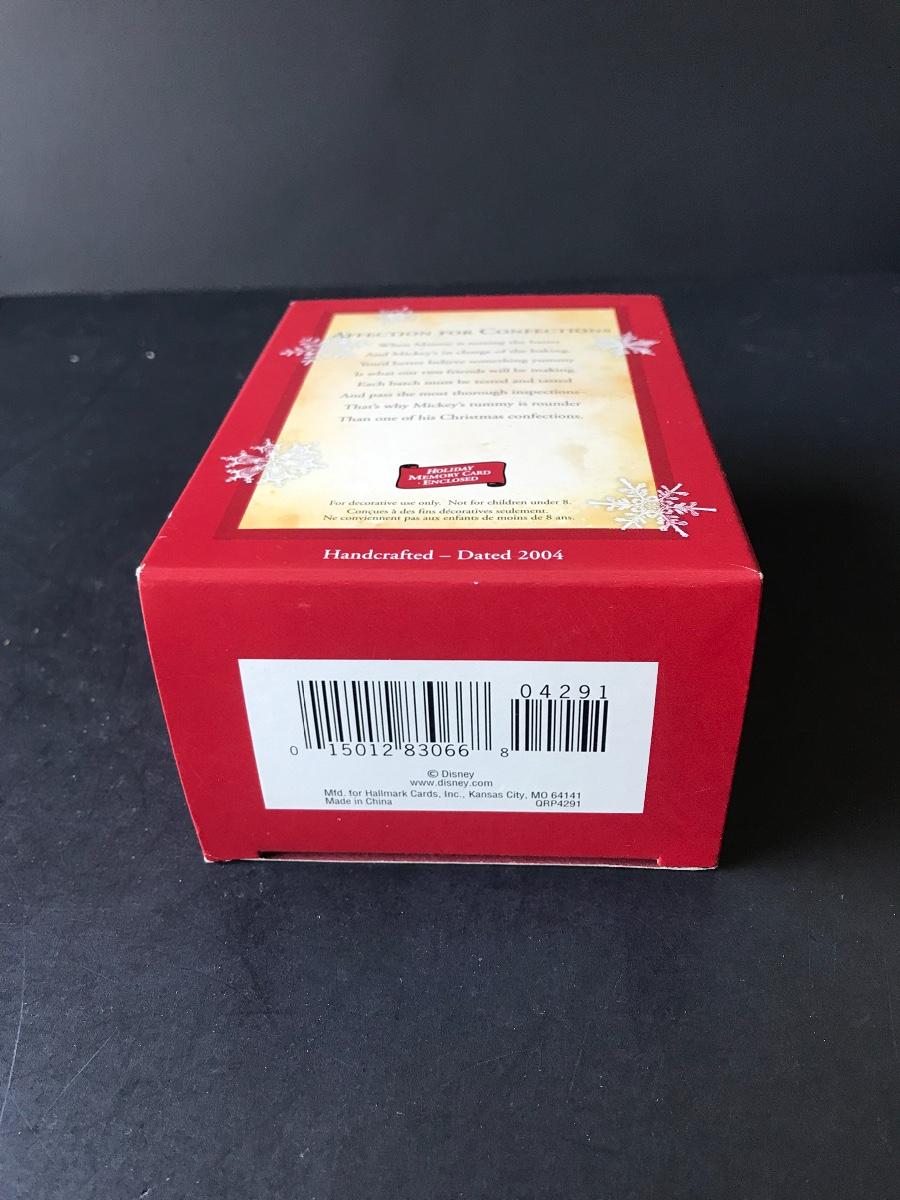 AFFECTION FOR CONFECTIONS
When Minnie is mixing the batter
And Mickey's in charge of the baking,
You'd better believe something yummy
Is what our two friends will be making.
Each batch must be tested and tasted
And pass the most thorough inspections–
That's why Mickey's tummy is rounder
Than one of his Christmas confections.
HOLIDAY
MEMORY CARD
ENCLOSED
For decorative use only. Not for children under 8.
Conçues à des fins décoratives seulement.
Ne conviennent pas aux enfants de moins de 8 ans.
Handcrafted – Dated 2004
04291
0 15012 83066 8
© Disney
www.disney.com
Mfd. for Hallmark Cards, Inc., Kansas City, MO 64141
Made in China QRP4291